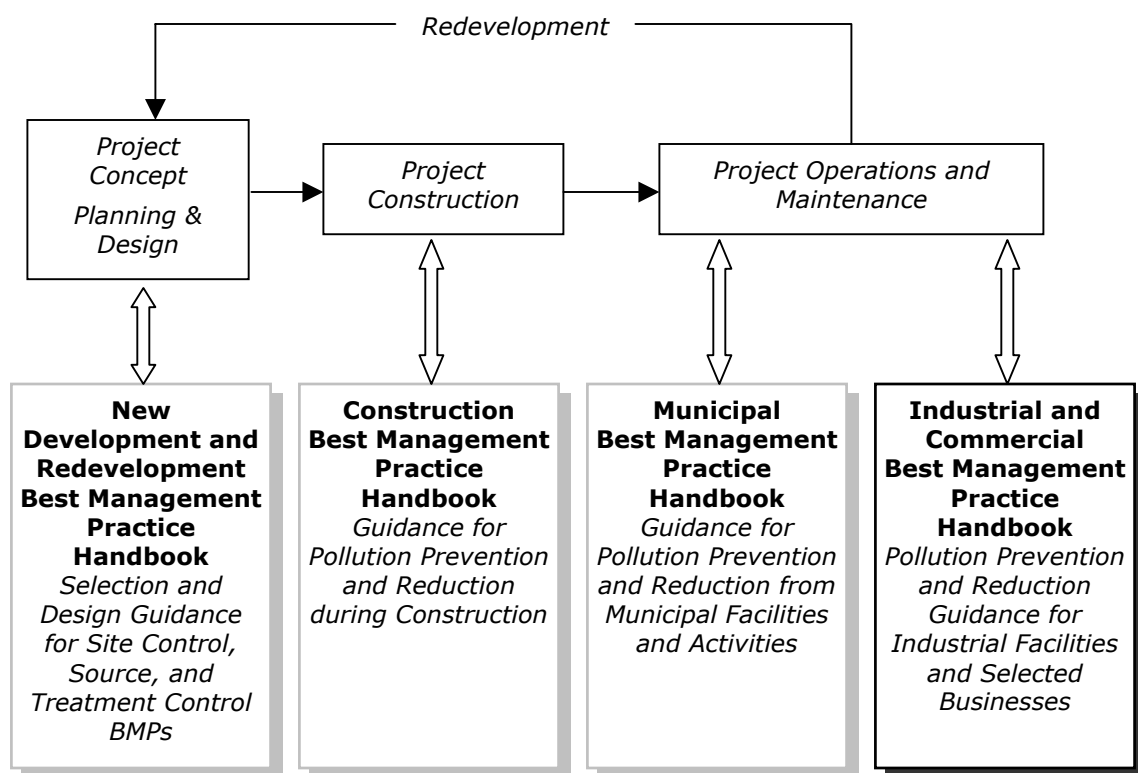 Redevelopment
Project
Concept
Planning &
Design
Project
Construction
Project Operations and
Maintenance
New
Development and
Redevelopment
Best Management
Practice
Handbook
Selection and
Design Guidance
for Site Control,
Source, and
Treatment Control
BMPs
Construction
Best Management
Practice
Handbook
Guidance for
Pollution Prevention
and Reduction
during Construction
Municipal
Best Management
Practice
Handbook
Guidance for
Pollution Prevention
and Reduction from
Municipal Facilities
and Activities
Industrial and
Commercial
Best Management
Practice
Handbook
Pollution Prevention
and Reduction
Guidance for
Industrial Facilities
and Selected
Businesses